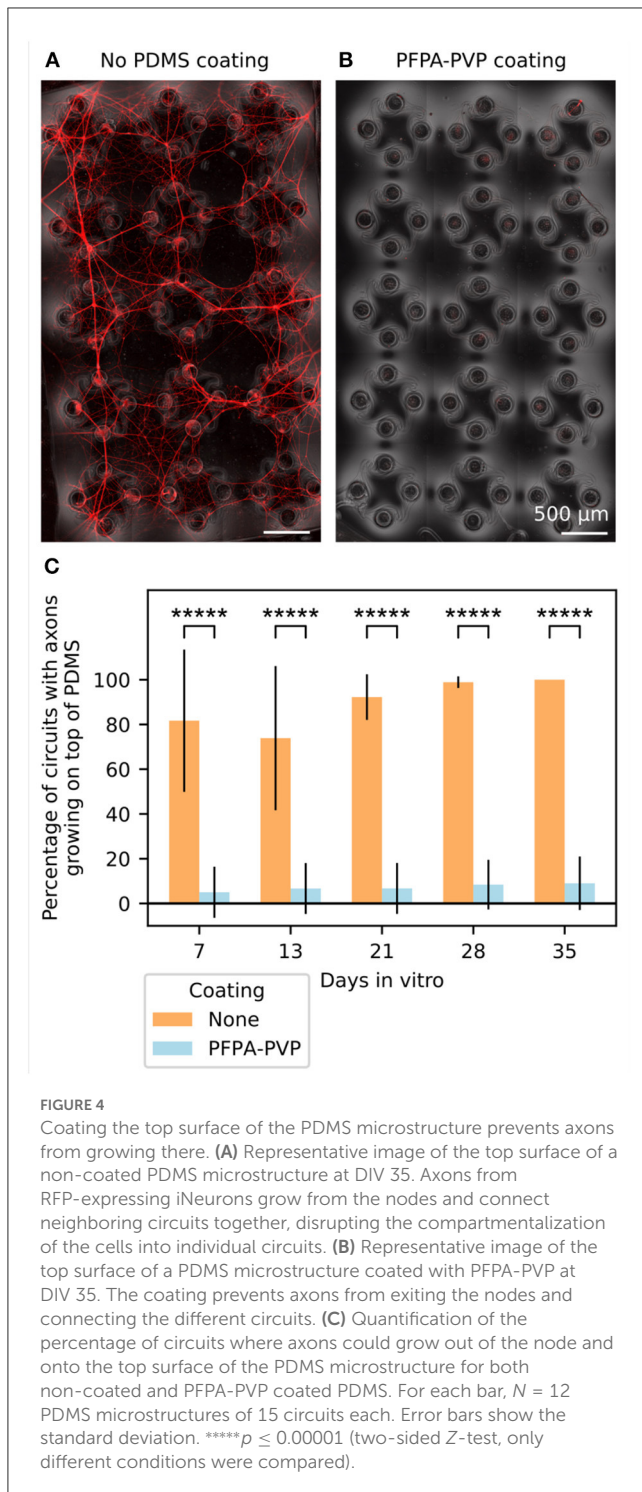 A No PDMS coating
B PFPA-PVP coating
500 μm
C
***** ***** ***** ***** *****
Percentage of circuits with axons
growing on top of PDMS
100
80
60
40
20
0
7 13 21 28 35
Days in vitro
Coating
None
PFPA-PVP
FIGURE 4
Coating the top surface of the PDMS microstructure prevents axons
from growing there. (A) Representative image of the top surface of a
non-coated PDMS microstructure at DIV 35. Axons from
RFP-expressing iNeurons grow from the nodes and connect
neighboring circuits together, disrupting the compartmentalization
of the cells into individual circuits. (B) Representative image of the
top surface of a PDMS microstructure coated with PFPA-PVP at
DIV 35. The coating prevents axons from exiting the nodes and
connecting the different circuits. (C) Quantification of the
percentage of circuits where axons could grow out of the node and
onto the top surface of the PDMS microstructure for both
non-coated and PFPA-PVP coated PDMS. For each bar, N = 12
PDMS microstructures of 15 circuits each. Error bars show the
standard deviation. *****p ≤ 0.00001 (two-sided Z-test, only
different conditions were compared).